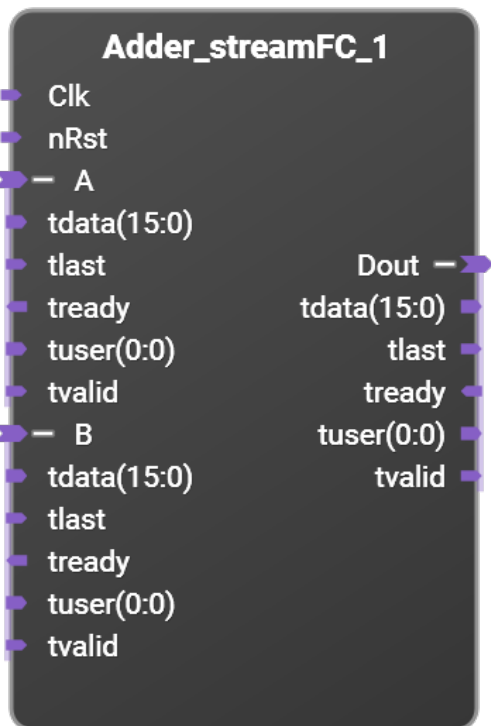 Adder_streamFC_1
Clk
nRst
A
tdata(15:0)
tlast
tready
tuser(0:0)
tvalid
B
tdata(15:0)
tlast
tready
tuser(0:0)
tvalid
Dout
tdata(15:0)
tlast
tready
tuser(0:0)
tvalid